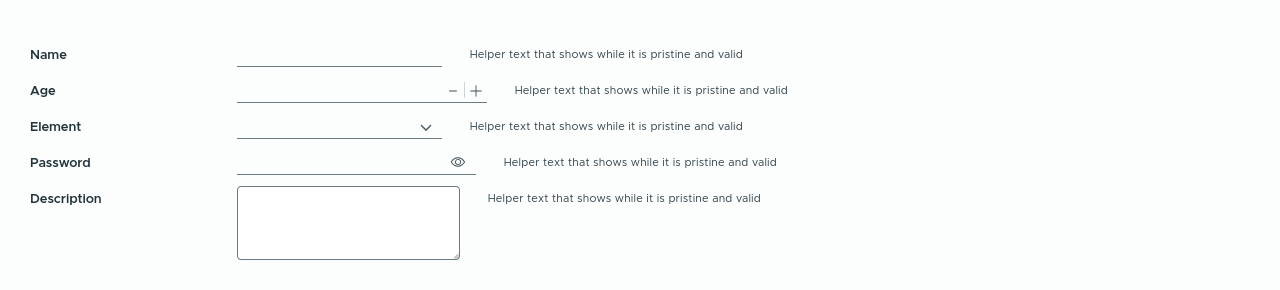 Name Helper text that shows while it is pristine and valid
Age Helper text that shows while it is pristine and valid
Element Helper text that shows while it is pristine and valid
Password Helper text that shows while it is pristine and valid
Description Helper text that shows while it is pristine and valid